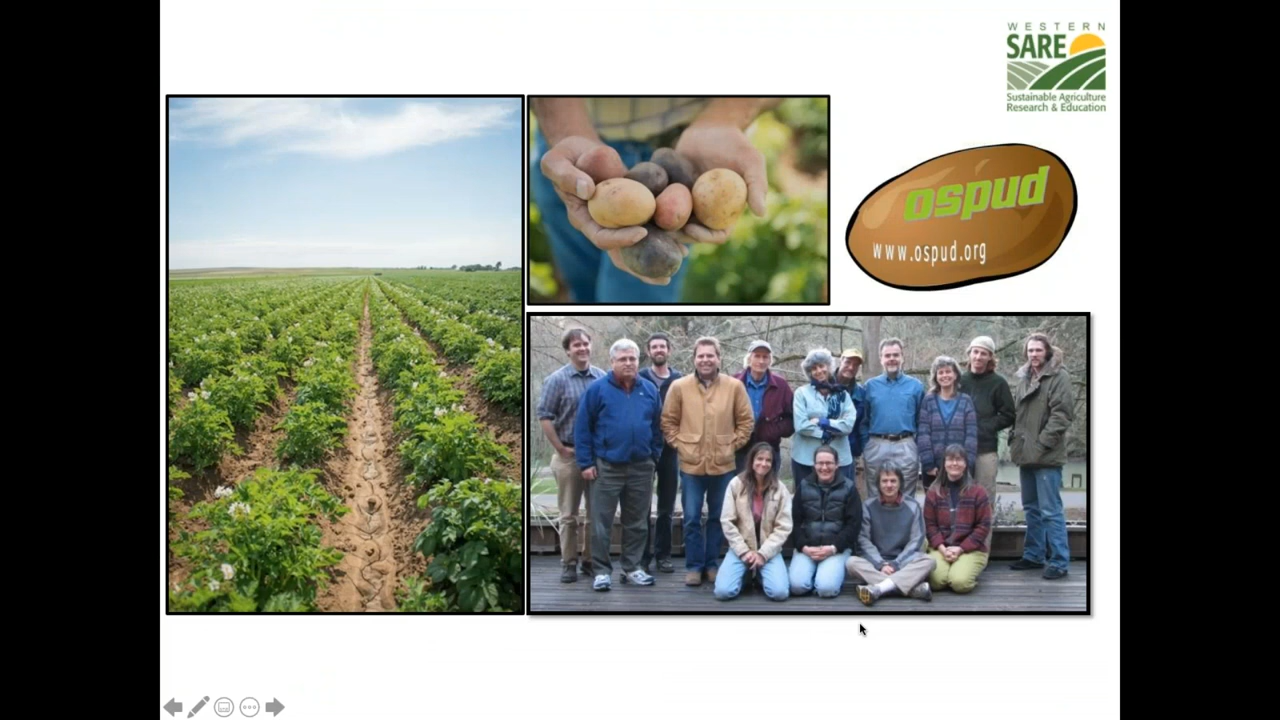 WESTERN
SARE
Sustainable Agriculture
Research & Education
ospud
www.ospud.org